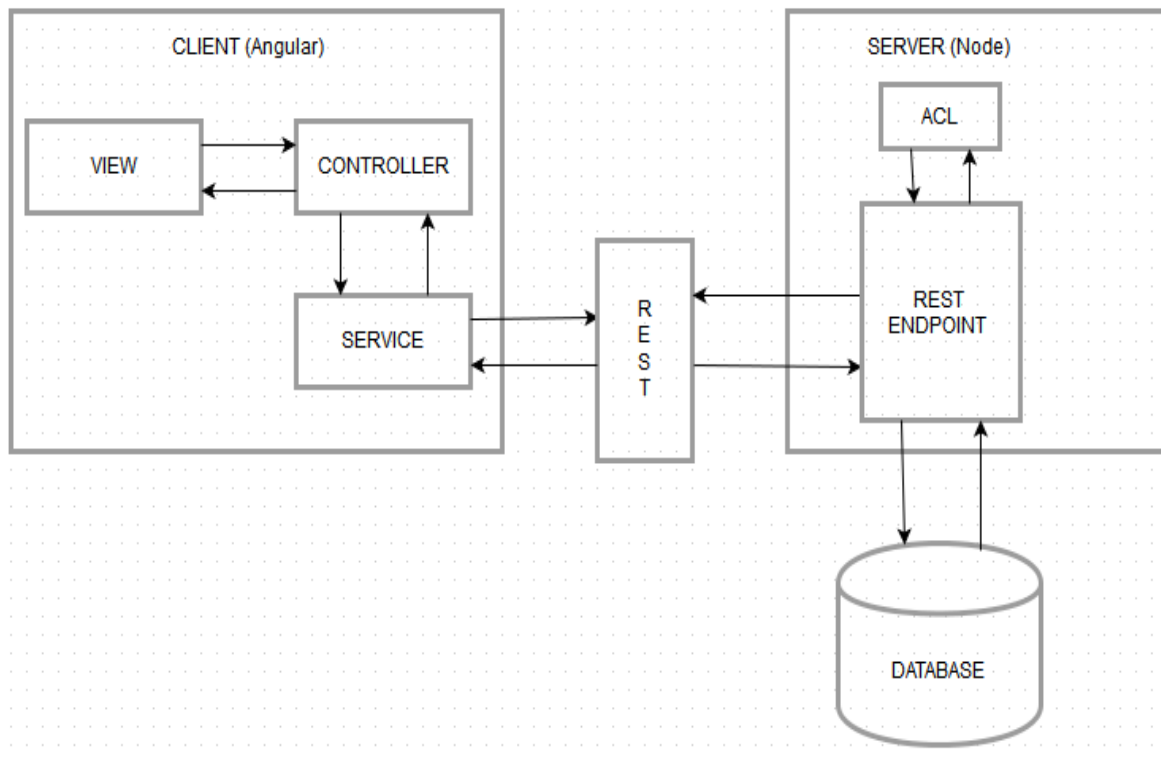 CLIENT (Angular)
VIEW
CONTROLLER
SERVICE
R
E
S
T
SERVER (Node)
ACL
REST
ENDPOINT
DATABASE